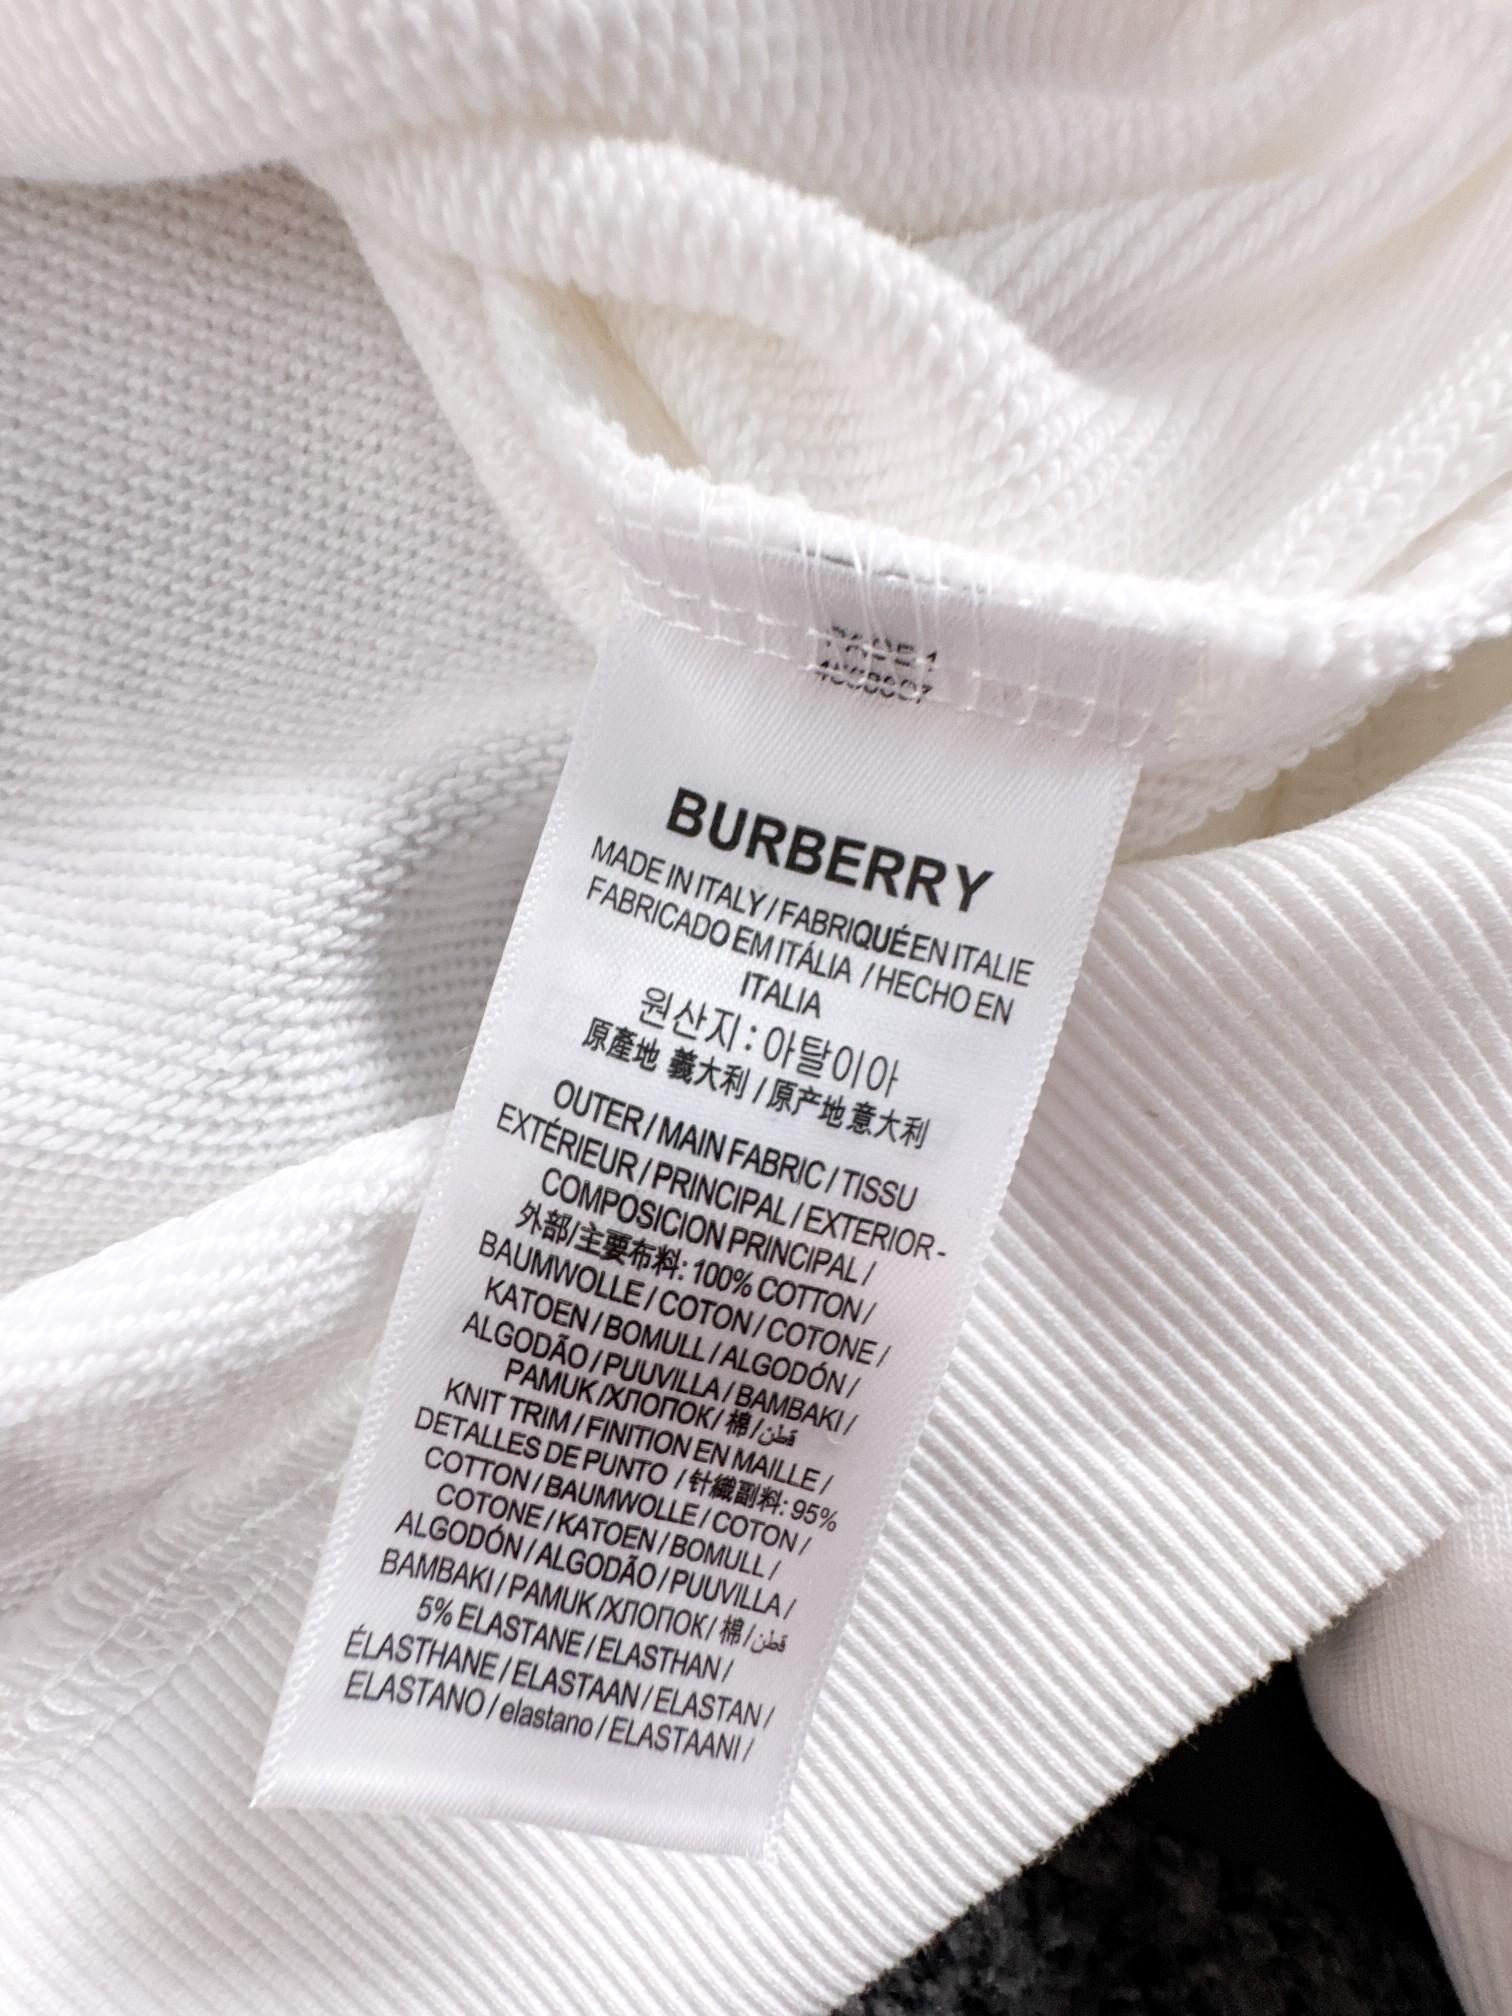 PAGE 1
BURBERRY
MADE IN ITALY / FABRIQUÉ EN ITALIE
FABRICADO EM ITÁLIA / HECHO EN
ITALIA
원산지 : 아탈이아
原產地 義大利 / 原产地意大利
OUTER / MAIN FABRIC / TISSU
EXTÉRIEUR / PRINCIPAL / EXTERIOR-
COMPOSICION PRINCIPAL /
外部/主要布料: 100% COTTON /
BAUMWOLLE / COTON / COTONE /
KATOEN / BOMULL / ALGODÓN /
ALGODÃO / PUUVILLA / BAMBAKI /
PAMUK /ХЛОПОК/ 棉 / قطن
KNIT TRIM / FINITION EN MAILLE /
DETALLES DE PUNTO / 针織副料: 95%
COTTON / BAUMWOLLE / COTON /
COTONE / KATOEN / BOMULL /
ALGODÓN / ALGODÃO / PUUVILLA /
BAMBAKI / PAMUK /ХЛОПОК/ 棉 / قطن
5% ELASTANE / ELASTHAN /
ÉLASTHANE / ELASTAAN / ELASTAN /
ELASTANO / elastano / ELASTAANI /